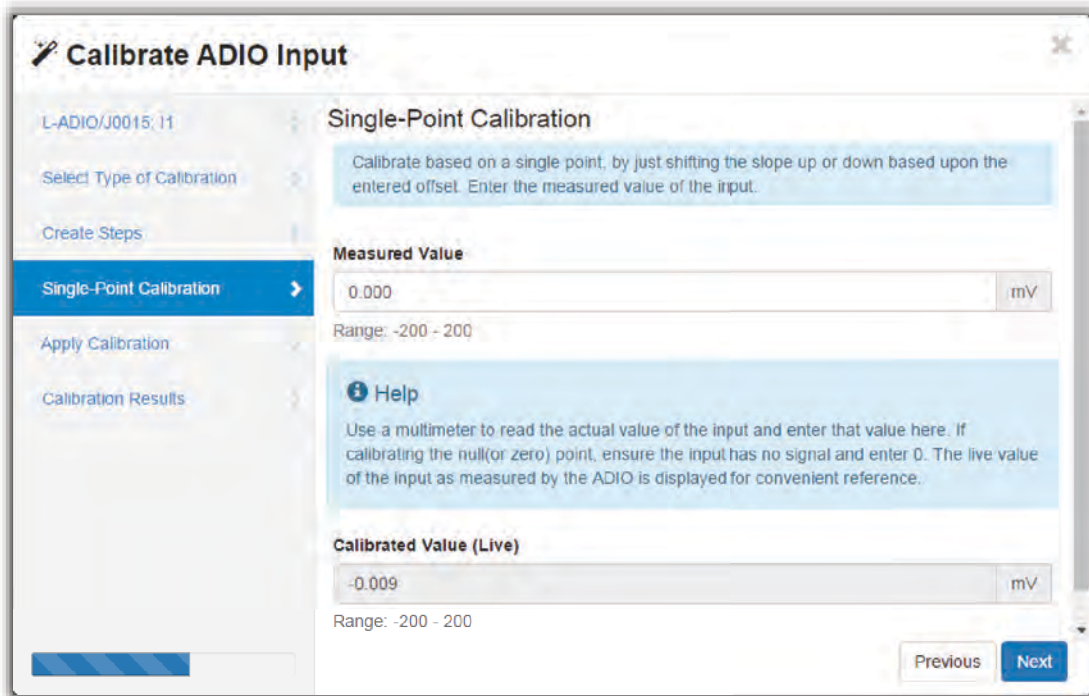 Calibrate ADIO Input
L-ADIO/J0015: I1
Select Type of Calibration
Create Steps
Single-Point Calibration
Apply Calibration
Calibration Results
Single-Point Calibration
Calibrate based on a single point, by just shifting the slope up or down based upon the
entered offset. Enter the measured value of the input.
Measured Value
0.000
mV
Range: -200 - 200
Help
Use a multimeter to read the actual value of the input and enter that value here. If
calibrating the null(or zero) point, ensure the input has no signal and enter 0. The live value
of the input as measured by the ADIO is displayed for convenient reference.
Calibrated Value (Live)
-0.009
mV
Range: -200 - 200
Previous
Next